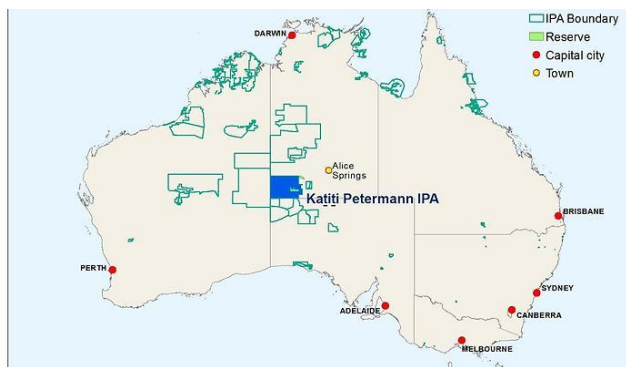 IPA Boundary
Reserve
Capital city
Town
DARWIN
Alice
Springs
Katiti Petermann IPA
BRISBANE
PERTH
SYDNEY
ADELAIDE
CANBERRA
MELBOURNE